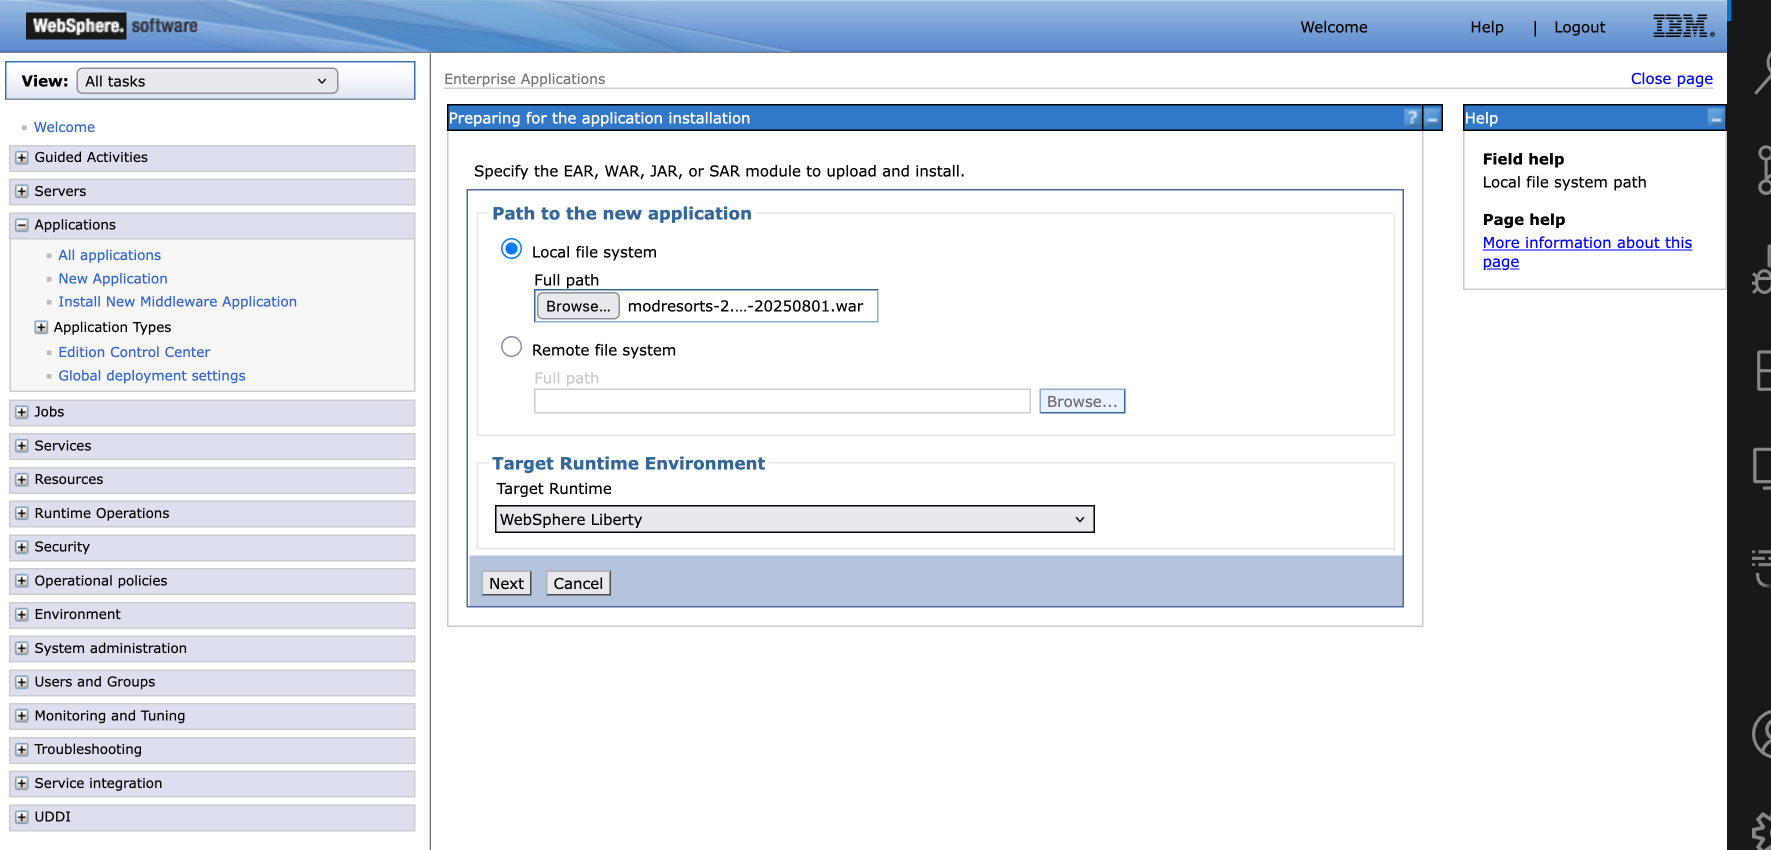 WebSphere. software
Welcome Help | Logout IBM.
View: All tasks
Welcome
Guided Activities
Servers
Applications
All applications
New Application
Install New Middleware Application
Application Types
Edition Control Center
Global deployment settings
Jobs
Services
Resources
Runtime Operations
Security
Operational policies
Environment
System administration
Users and Groups
Monitoring and Tuning
Troubleshooting
Service integration
UDDI
Enterprise Applications
Close page
Preparing for the application installation
?
Specify the EAR, WAR, JAR, or SAR module to upload and install.
Path to the new application
Local file system
Full path
Browse... modresorts-2....-20250801.war
Remote file system
Full path
Browse...
Target Runtime Environment
Target Runtime
WebSphere Liberty
Next Cancel
Help
Field help
Local file system path
Page help
More information about this
page